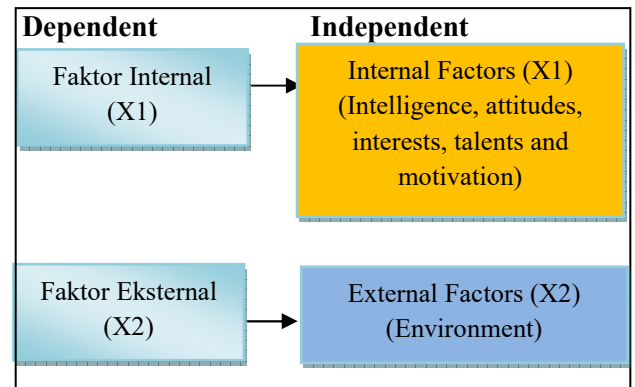 Dependent
Independent
Faktor Internal
(X1)
Internal Factors (X1)
(Intelligence, attitudes,
interests, talents and
motivation)
Faktor Eksternal
(X2)
External Factors (X2)
(Environment)